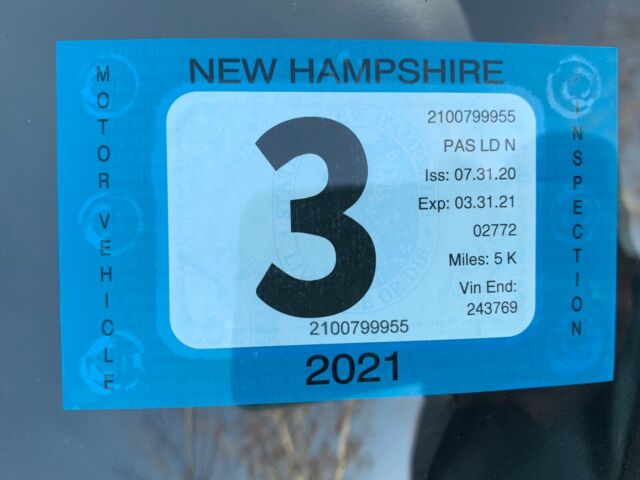 NEW HAMPSHIRE
MOTOR VEHICLE
INSPECTION
3
2100799955
PAS LD N
Iss: 07.31.20
Exp: 03.31.21
02772
Miles: 5 K
Vin End:
243769
2100799955
2021